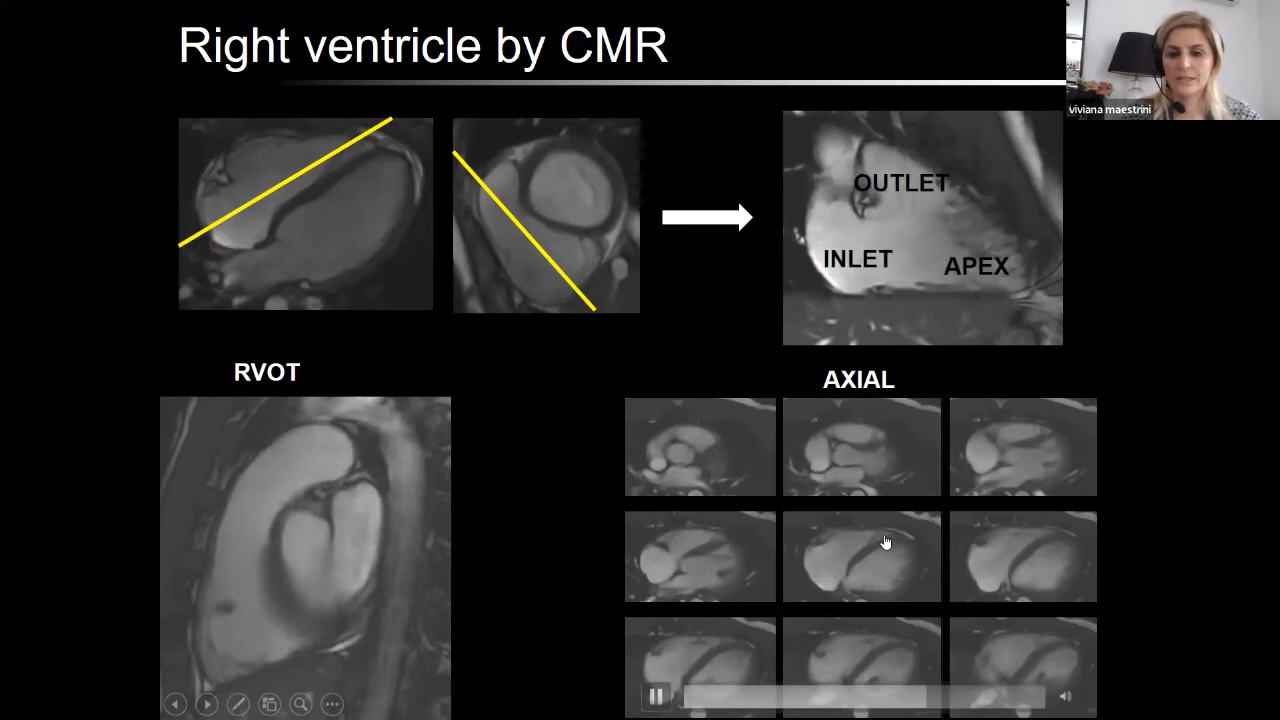 Right ventricle by CMR
viviana maestrini
OUTLET
INLET
APEX
RVOT
AXIAL